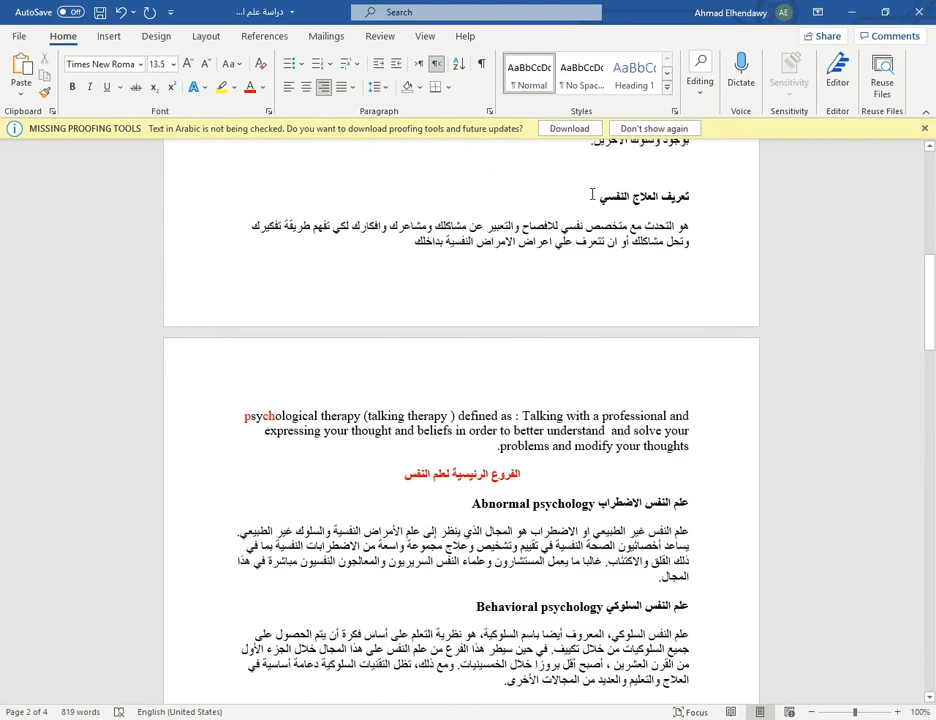 AutoSave Off دراسة علم ا... Search Ahmad Elhendawy AE
File Home Insert Design Layout References Mailings Review View Help Share Comments
Times New Roma 13.5 Aa AaBbCcDc AaBbCcDc AaBbCc
Paste B I U ab x₂ x² A A ¶ Normal ¶ No Spac... Heading 1 Editing Dictate Sensitivity Editor Reuse Files
Clipboard Font Paragraph Styles Voice Sensitivity Editor Reuse Files
MISSING PROOFING TOOLS Text in Arabic is not being checked. Do you want to download proofing tools and future updates? Download Don't show again
بوجود وسلوك الآخرين.
تعريف العلاج النفسي
هو التحدث مع متخصص نفسي للافصاح والتعبير عن مشاكلك ومشاعرك وافكارك لكي تفهم طريقة تفكيرك
وتحل مشاكلك أو ان تتعرف علي اعراض الامراض النفسية بداخلك
psychological therapy (talking therapy ) defined as : Talking with a professional and
expressing your thought and beliefs in order to better understand and solve your
.problems and modify your thoughts
الفروع الرئيسية لعلم النفس
علم النفس الاضطراب Abnormal psychology
علم النفس غير الطبيعي او الاضطراب هو المجال الذي ينظر إلى علم الأمراض النفسية والسلوك غير الطبيعي.
يساعد أخصائيون الصحة النفسية في تقييم وتشخيص وعلاج مجموعة واسعة من الاضطرابات النفسية بما في
ذلك القلق والاكتئاب. غالبا ما يعمل المستشارون وعلماء النفس السريريون والمعالجون النفسيون مباشرة في هذا
المجال.
علم النفس السلوكي Behavioral psychology
علم النفس السلوكي، المعروف أيضا باسم السلوكية، هو نظرية التعلم على أساس فكرة أن يتم الحصول على
جميع السلوكيات من خلال تكييف. في حين سيطر هذا الفرع من علم النفس على هذا المجال خلال الجزء الأول
من القرن العشرين ، أصبح أقل بروزا خلال الخمسينيات. ومع ذلك، تظل التقنيات السلوكية دعامة أساسية في
العلاج والتعليم والعديد من المجالات الأخرى.
Page 2 of 4 819 words English (United States) Focus 100%